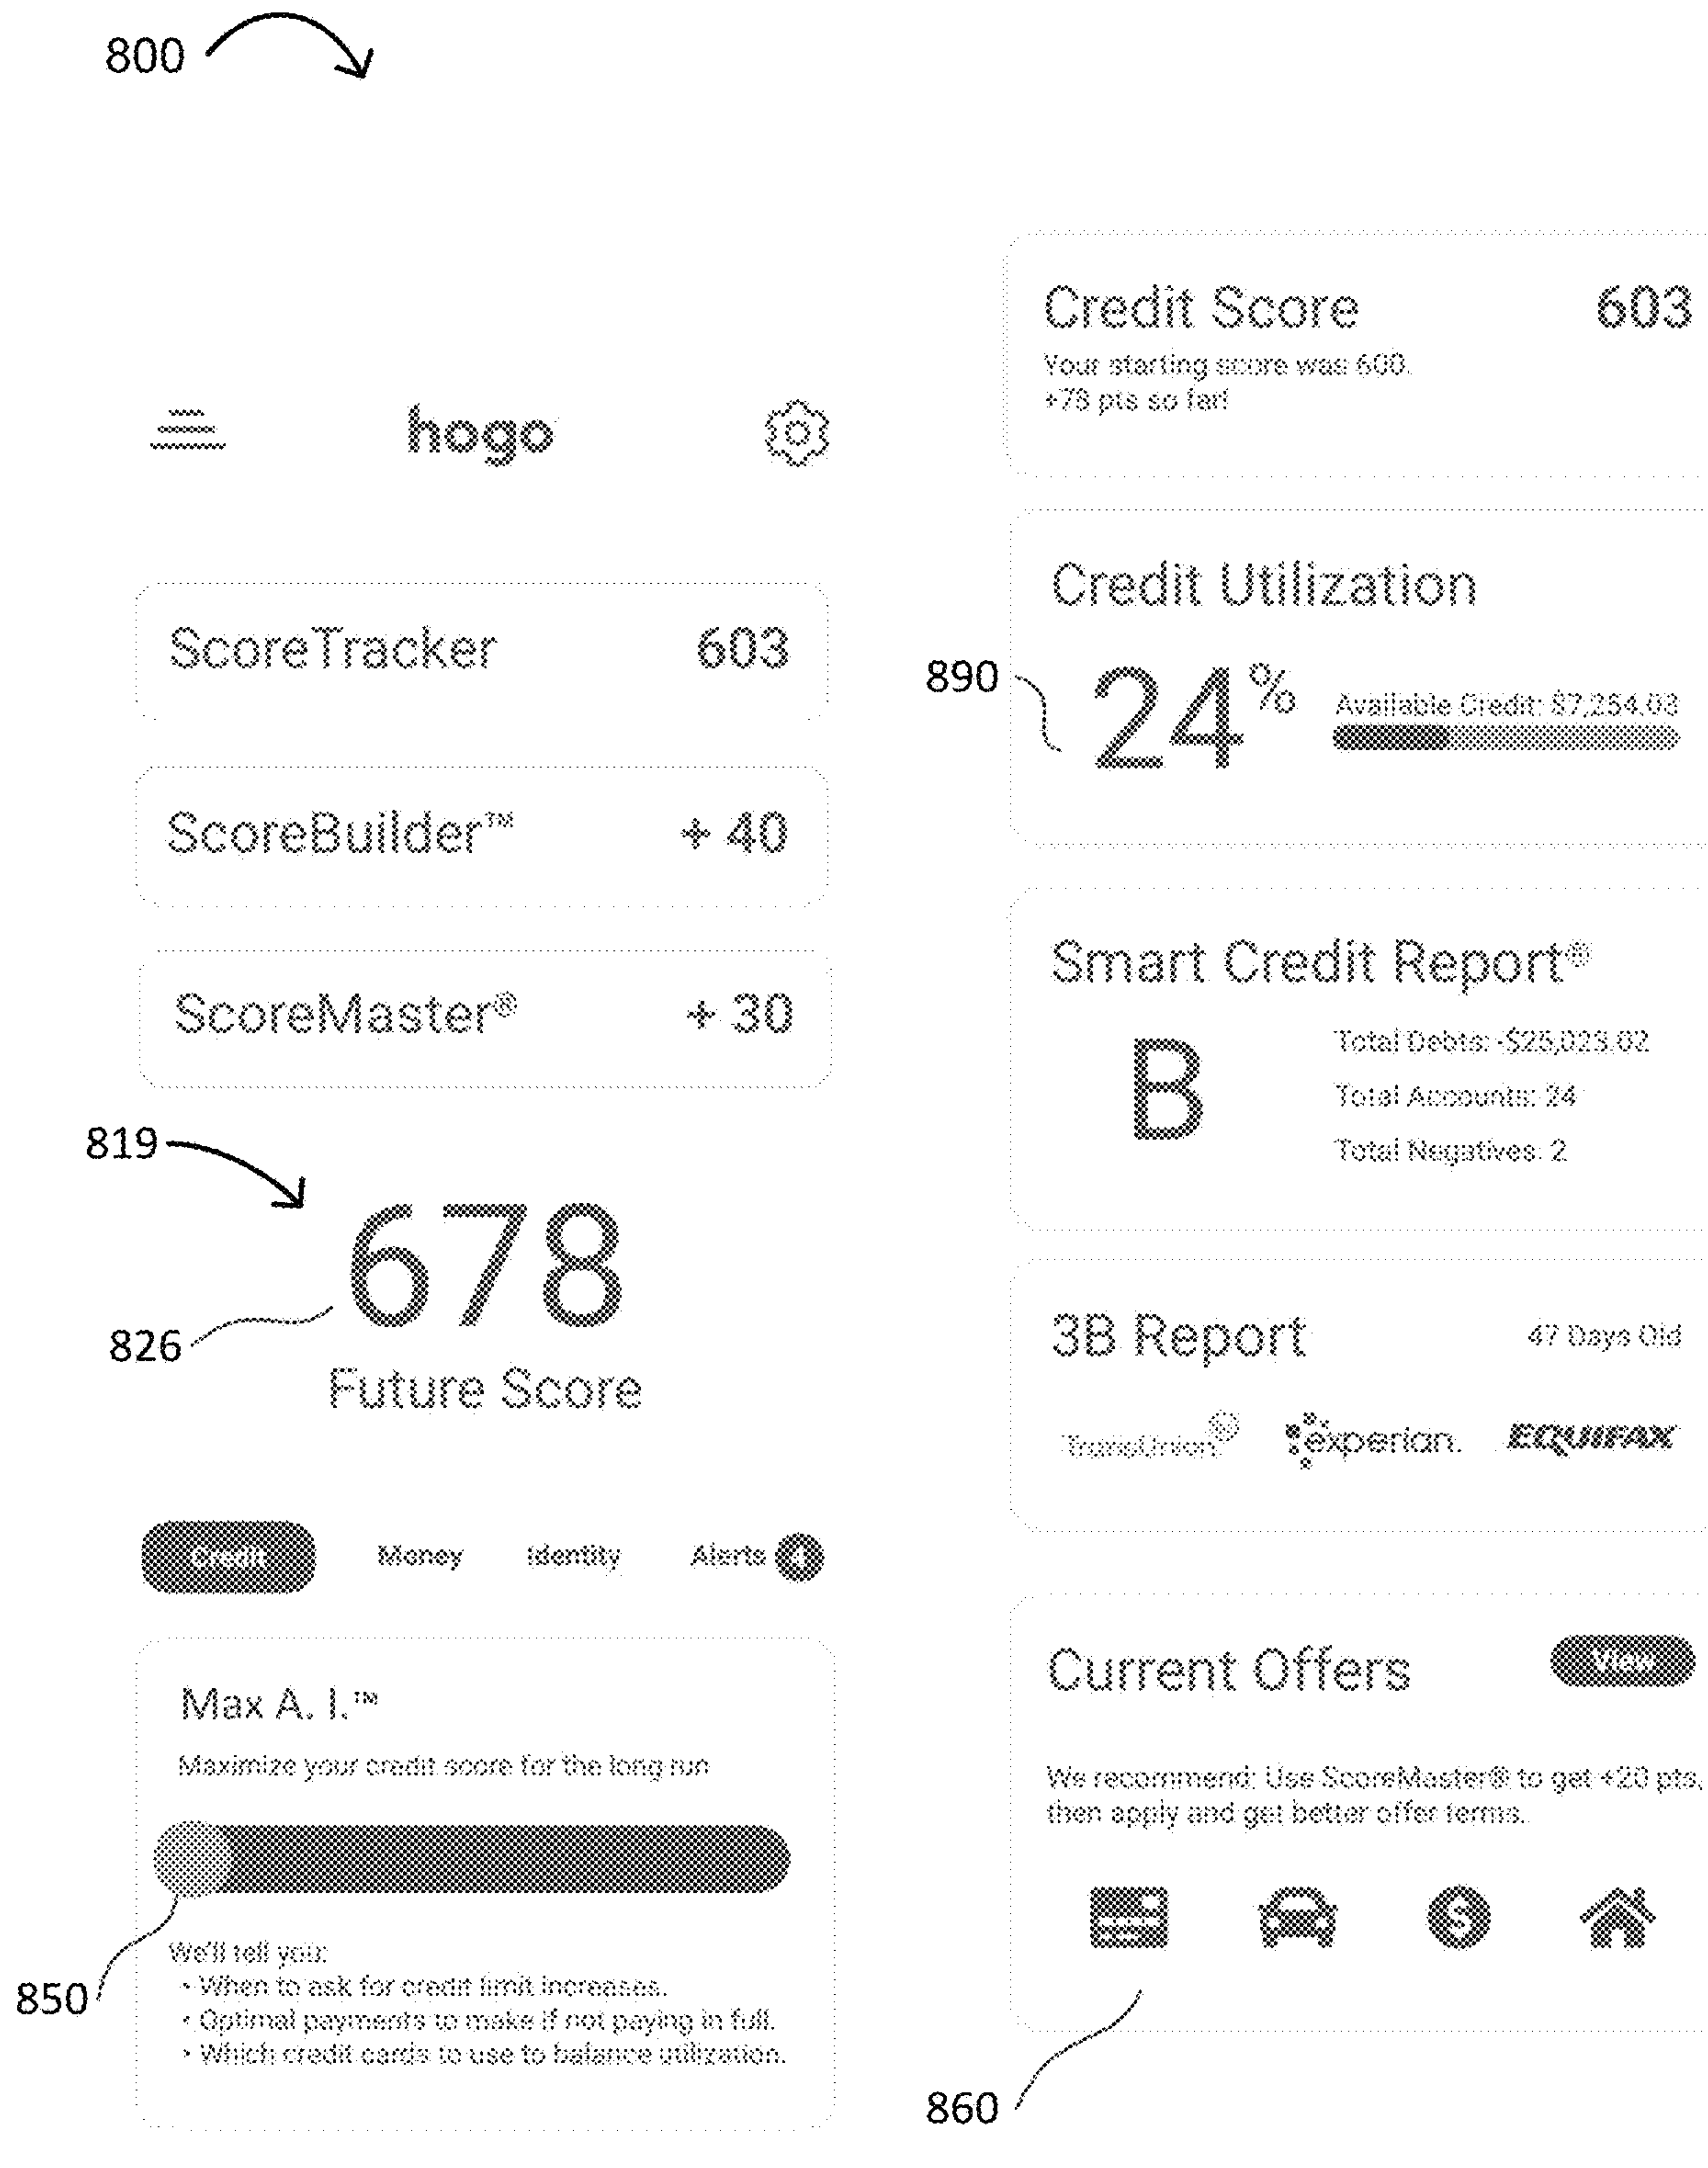 800
hogo
ScoreTracker 603
ScoreBuilder™ + 40
ScoreMaster® + 30
819
678
826
Future Score
Credit Money Identity Alerts 4
Max A. I.™
Maximize your credit score for the long run
850
We'll tell you:
• When to ask for credit limit increases.
• Optimal payments to make if not paying in full.
• Which credit cards to use to balance utilization.
Credit Score 603
Your starting score was 600.
+78 pts so far!
Credit Utilization
890
24%
Available Credit: $7,254.03
Smart Credit Report®
B
Total Debts: -$25,023.02
Total Accounts: 24
Total Negatives: 2
3B Report 47 Days Old
TransUnion experian. EQUIFAX
Current Offers View
We recommend: Use ScoreMaster® to get +20 pts,
then apply and get better offer terms.
$
860